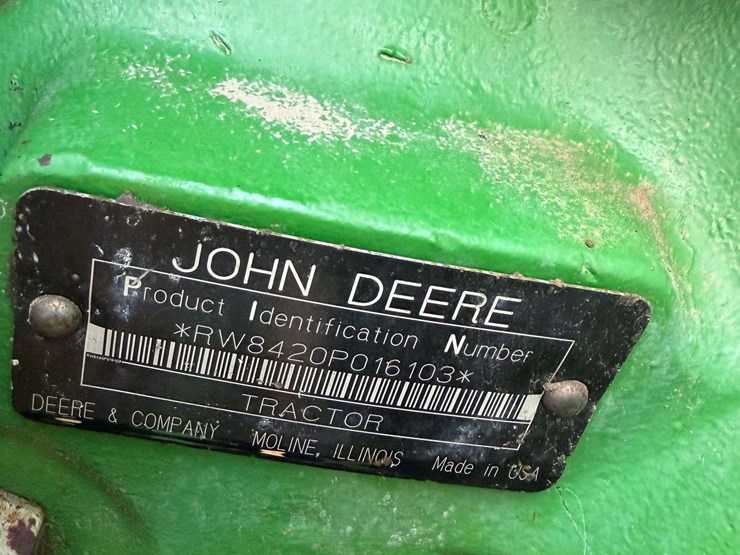 JOHN DEERE
Product Identification Number
*RW8420P016103*
TRACTOR
DEERE & COMPANY MOLINE, ILLINOIS Made in USA